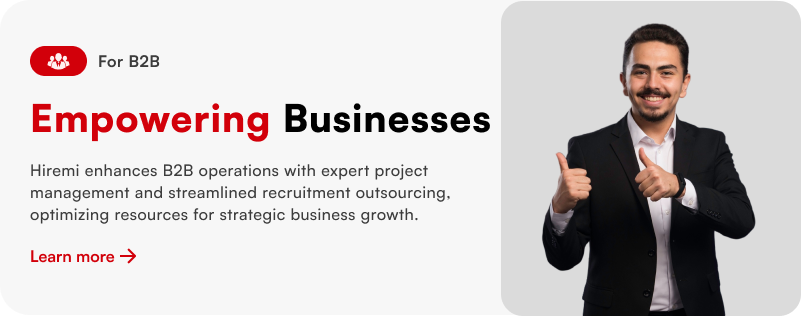 For B2B
Empowering Businesses
Hiremi enhances B2B operations with expert project
management and streamlined recruitment outsourcing,
optimizing resources for strategic business growth.
Learn more